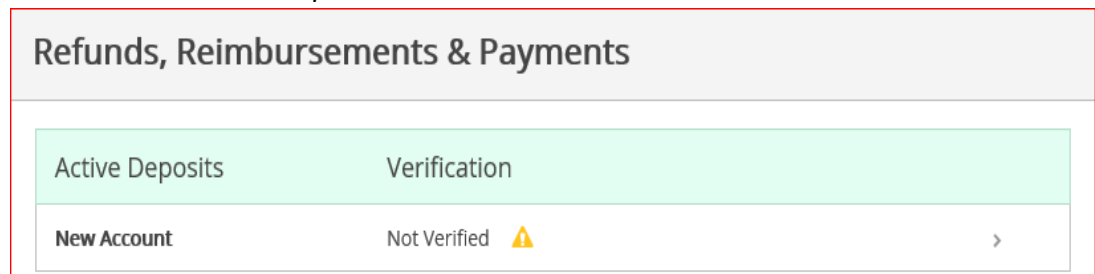 Refunds, Reimbursements & Payments
Active Deposits Verification
New Account Not Verified